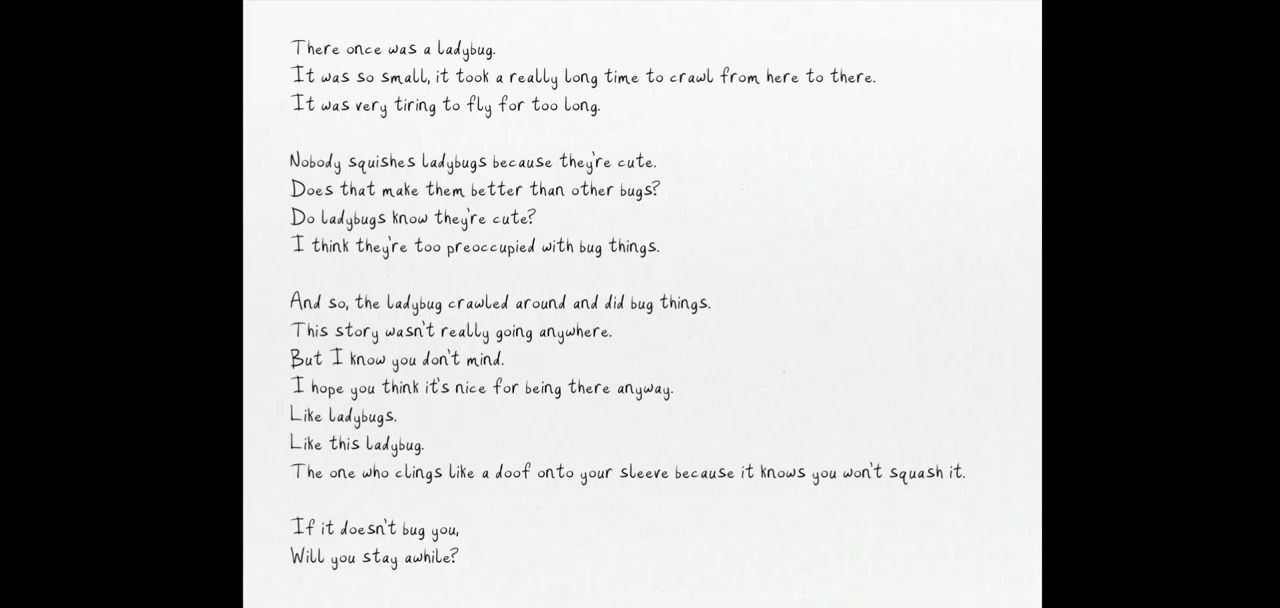 There once was a ladybug.
It was so small, it took a really long time to crawl from here to there.
It was very tiring to fly for too long.
Nobody squishes ladybugs because they're cute.
Does that make them better than other bugs?
Do ladybugs know they're cute?
I think they're too preoccupied with bug things.
And so, the ladybug crawled around and did bug things.
This story wasn't really going anywhere.
But I know you don't mind.
I hope you think it's nice for being there anyway.
Like ladybugs.
Like this ladybug.
The one who clings like a doof onto your sleeve because it knows you won't squash it.
If it doesn't bug you,
Will you stay awhile?